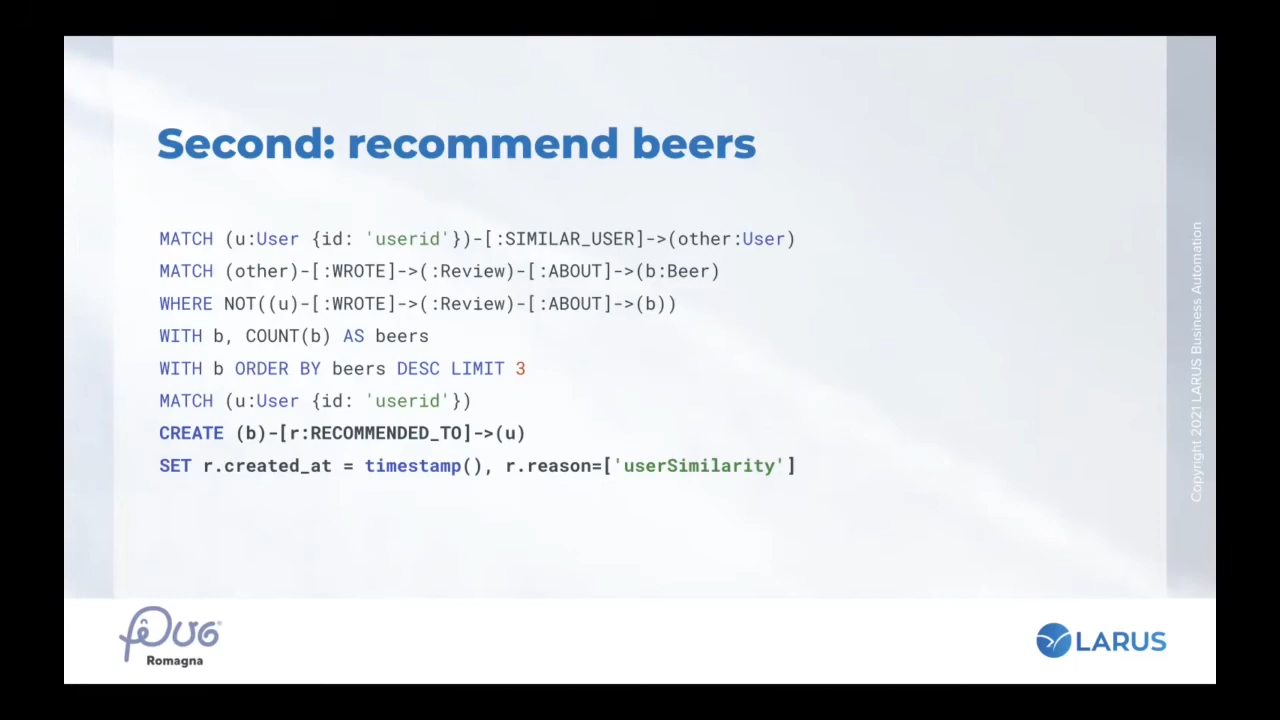 Second: recommend beers
MATCH (u:User {id: 'userid'})-[:SIMILAR_USER]->(other:User)
MATCH (other)-[:WROTE]->(:Review)-[:ABOUT]->(b:Beer)
WHERE NOT((u)-[:WROTE]->(:Review)-[:ABOUT]->(b))
WITH b, COUNT(b) AS beers
WITH b ORDER BY beers DESC LIMIT 3
MATCH (u:User {id: 'userid'})
CREATE (b)-[r:RECOMMENDED_TO]->(u)
SET r.created_at = timestamp(), r.reason=['userSimilarity']
Copyright 2021 LARUS Business Automation
PUG
Romagna
LARUS